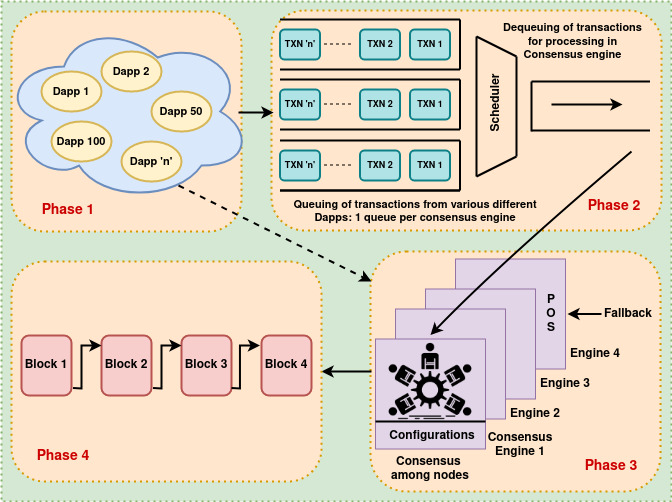 Dapp 1
Dapp 2
Dapp 50
Dapp 100
Dapp 'n'
Phase 1
TXN 'n'
TXN 2
TXN 1
TXN 'n'
TXN 2
TXN 1
TXN 'n'
TXN 2
TXN 1
Scheduler
Dequeuing of transactions
for processing in
Consensus engine
Queuing of transactions from various different
Dapps: 1 queue per consensus engine
Phase 2
P
O
S
Fallback
Engine 4
Engine 3
Engine 2
Consensus
Engine 1
Configurations
Consensus
among nodes
Phase 3
Block 1
Block 2
Block 3
Block 4
Phase 4